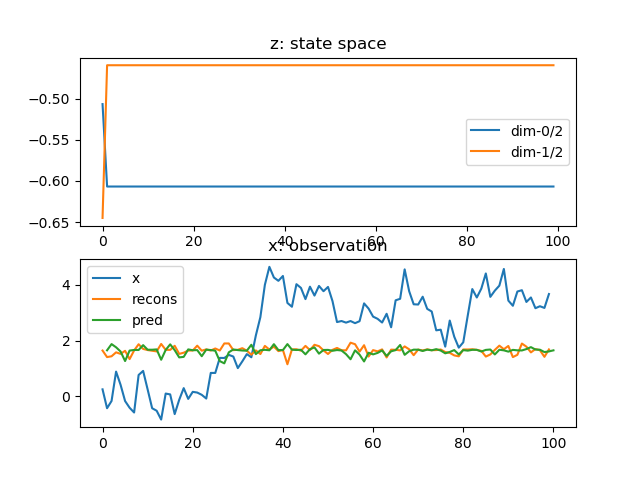 z: state space
−0.50
−0.55
−0.60
−0.65
dim-0/2
dim-1/2
0 20 40 60 80 100
x: observation
4
2
0
x
recons
pred
0 20 40 60 80 100